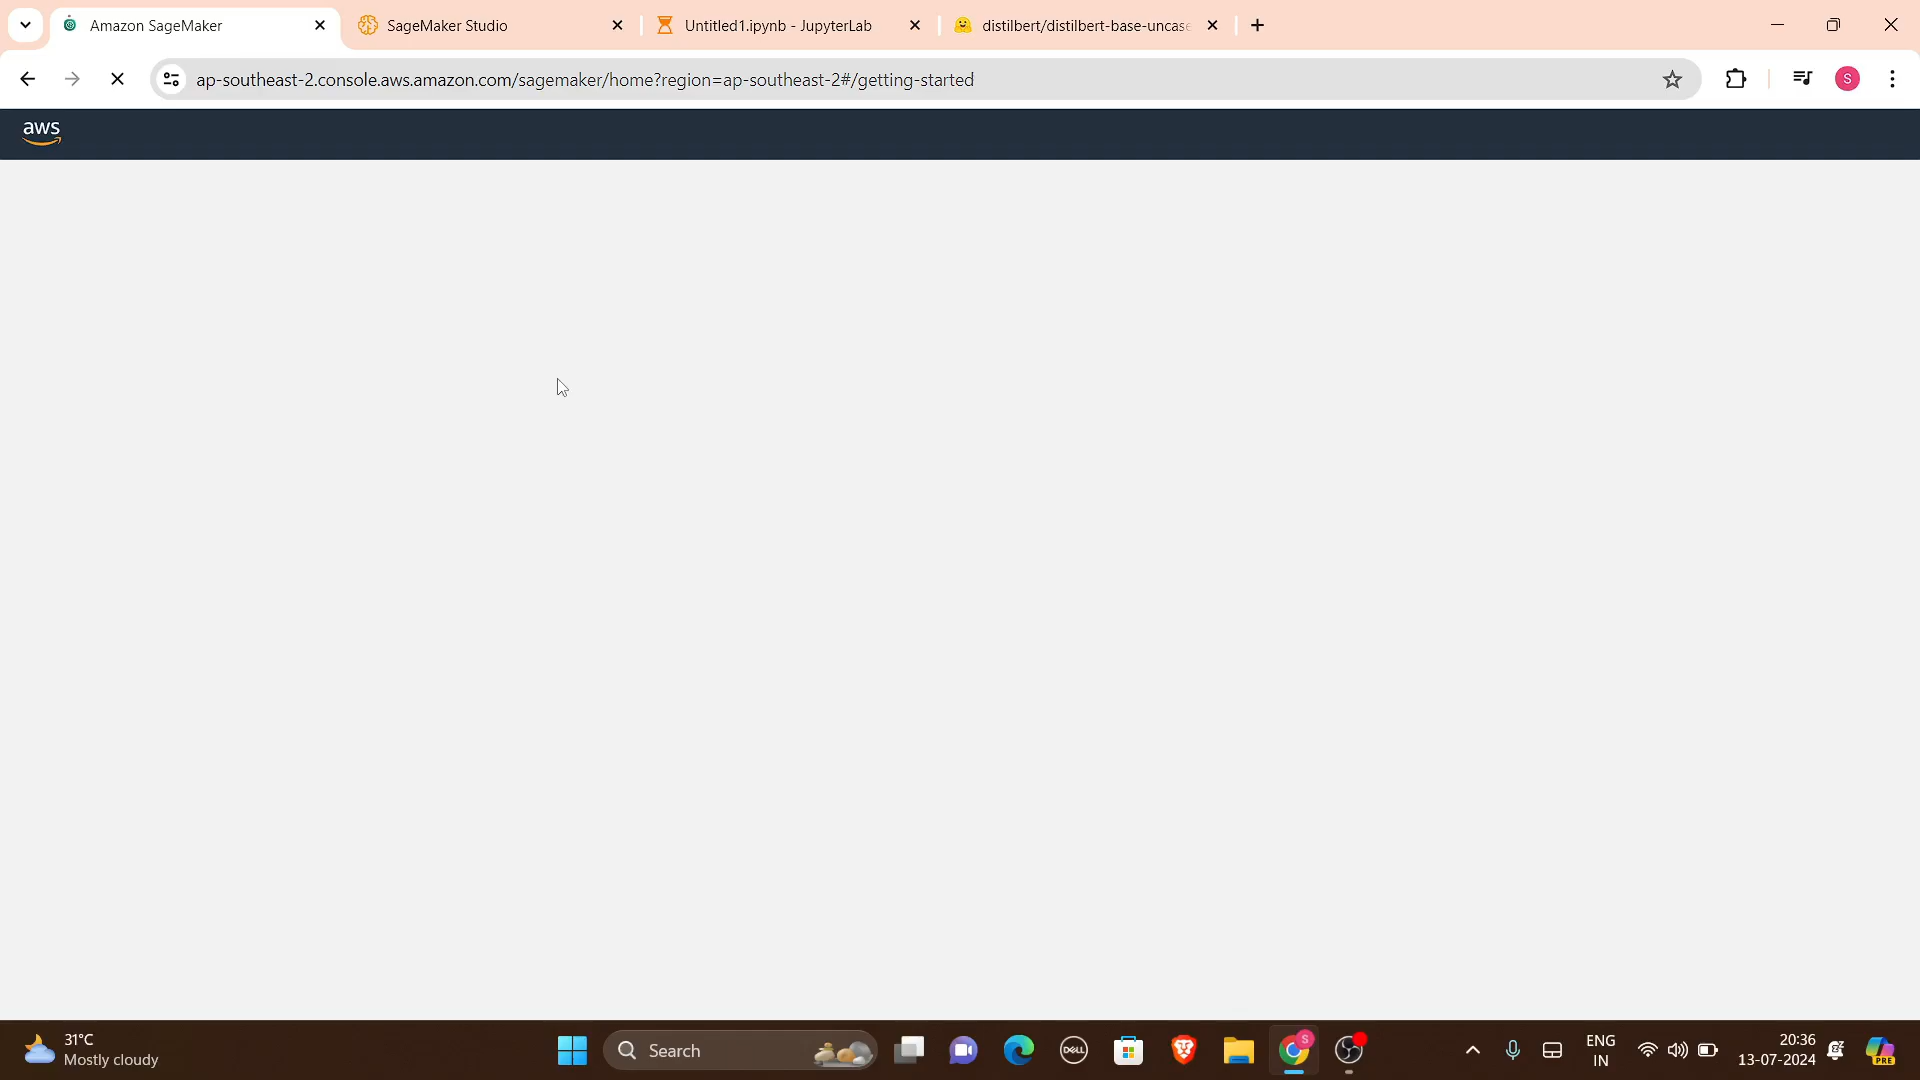 Amazon SageMaker
SageMaker Studio
Untitled1.ipynb - JupyterLab
distilbert/distilbert-base-uncase
ap-southeast-2.console.aws.amazon.com/sagemaker/home?region=ap-southeast-2#/getting-started
S
aws
31°C
Mostly cloudy
Search
DELL
S
ENG
IN
20:36
13-07-2024
PRE